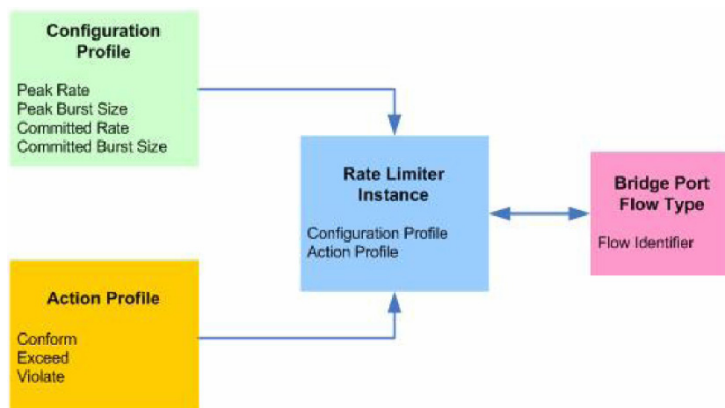 Configuration
Profile
Peak Rate
Peak Burst Size
Committed Rate
Committed Burst Size
Rate Limiter
Instance
Configuration Profile
Action Profile
Bridge Port
Flow Type
Flow Identifier
Action Profile
Conform
Exceed
Violate